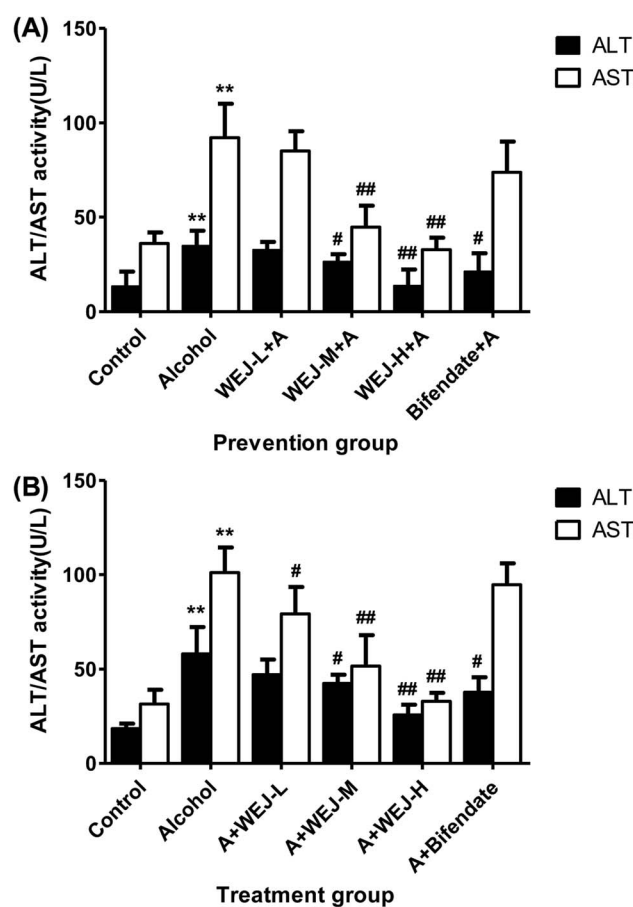 (A)
ALT/AST activity(U/L)
150
100
50
0
ALT
AST
**
**
#
##
##
##
#
Control
Alcohol
WEJ-L+A
WEJ-M+A
WEJ-H+A
Bifendate+A
Prevention group
(B)
ALT/AST activity(U/L)
150
100
50
0
ALT
AST
**
**
#
#
##
##
##
#
Control
Alcohol
A+WEJ-L
A+WEJ-M
A+WEJ-H
A+Bifendate
Treatment group